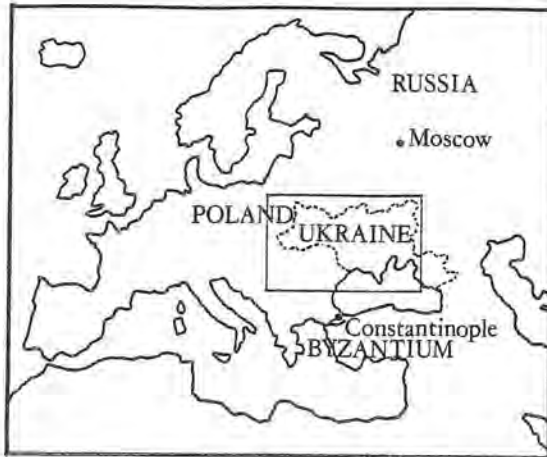 RUSSIA
Moscow
POLAND
UKRAINE
Constantinople
BYZANTIUM